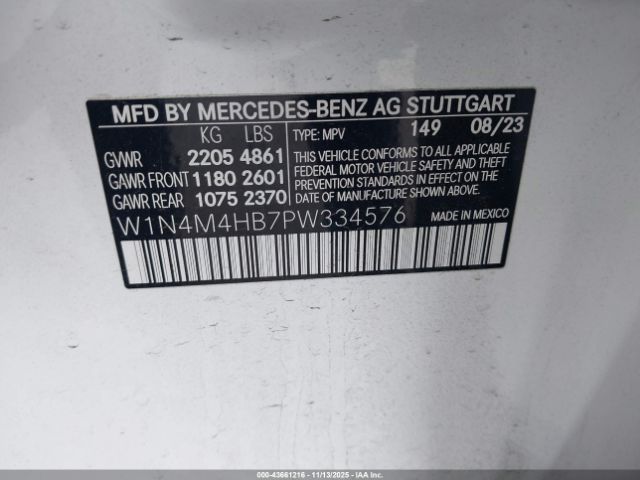 MFD BY MERCEDES-BENZ AG STUTTGART
KG LBS TYPE: MPV 149 08/23
GVWR 2205 4861
GAWR FRONT 1180 2601
GAWR REAR 1075 2370
THIS VEHICLE CONFORMS TO ALL APPLICABLE
FEDERAL MOTOR VEHICLE SAFETY AND THEFT
PREVENTION STANDARDS IN EFFECT ON THE
DATE OF MANUFACTURE SHOWN ABOVE.
W1N4M4HB7PW334576 MADE IN MEXICO
000-43661216 - 11/13/2025 - IAAI.COM